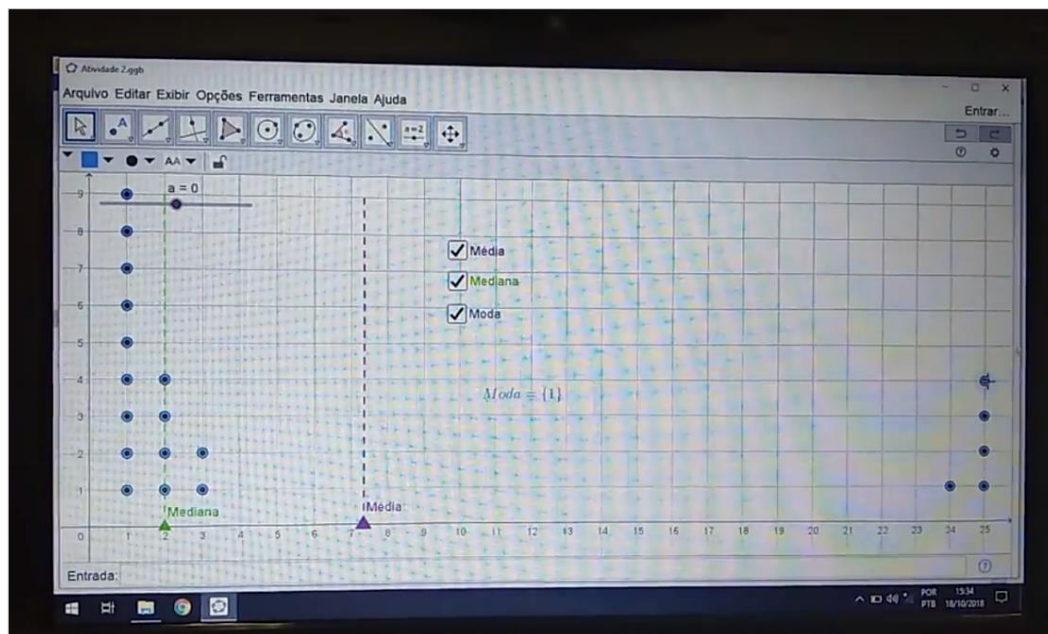 Atividade 2.ggb
Arquivo Editar Exibir Opções Ferramentas Janela Ajuda
Entrar...
A
a=2
AA
a = 0
9
8
7
6
5
4
3
2
1
Média
Mediana
Moda
Moda = {1}
Mediana
Média
0 1 2 3 4 5 6 7 8 9 10 11 12 13 14 15 16 17 18 19 20 21 22 23 24 25
Entrada:
POR 15:34
PTB 18/10/2018